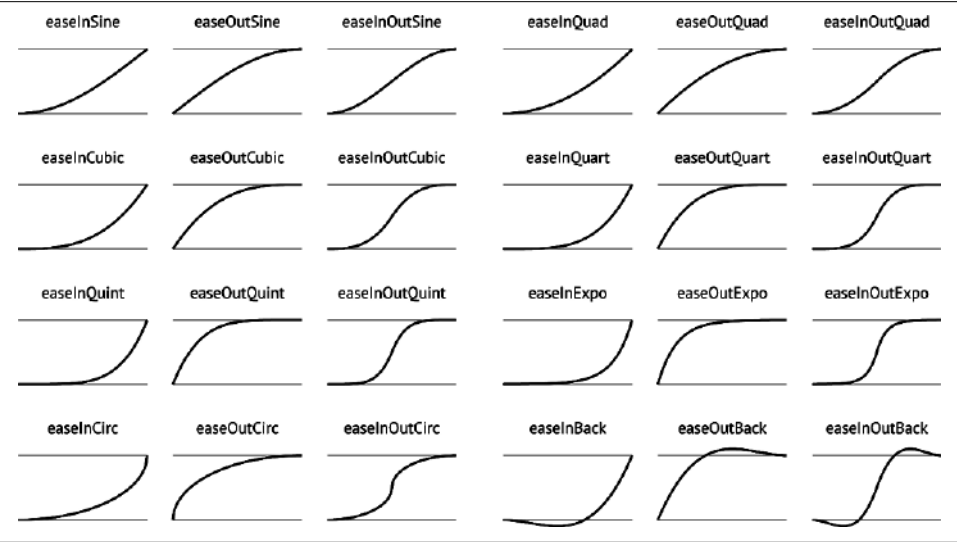 easeInSine easeOutSine easeInOutSine easeInQuad easeOutQuad easeInOutQuad
easeInCubic easeOutCubic easeInOutCubic easeInQuart easeOutQuart easeInOutQuart
easeInQuint easeOutQuint easeInOutQuint easeInExpo easeOutExpo easeInOutExpo
easeInCirc easeOutCirc easeInOutCirc easeInBack easeOutBack easeInOutBack